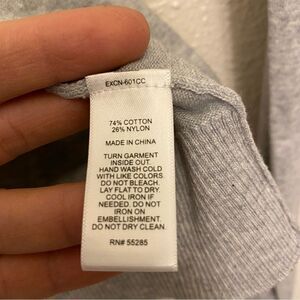 ExCN-601CC
74% COTTON
26% NYLON
MADE IN CHINA
TURN GARMENT
INSIDE OUT.
HAND WASH COLD
WITH LIKE COLORS.
DO NOT BLEACH.
LAY FLAT TO DRY.
COOL IRON IF
NEEDED. DO NOT
IRON ON
EMBELLISHMENT.
DO NOT DRY CLEAN.
RN# 55285